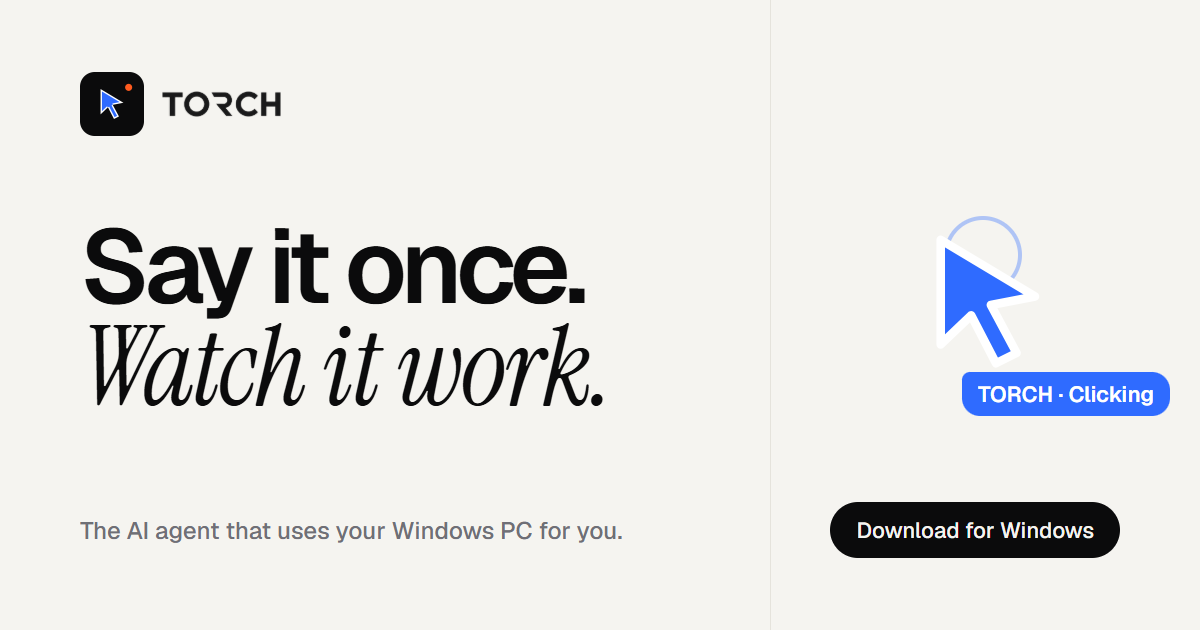 TORCH
Say it once.
Watch it work.
The AI agent that uses your Windows PC for you.
TORCH · Clicking
Download for Windows